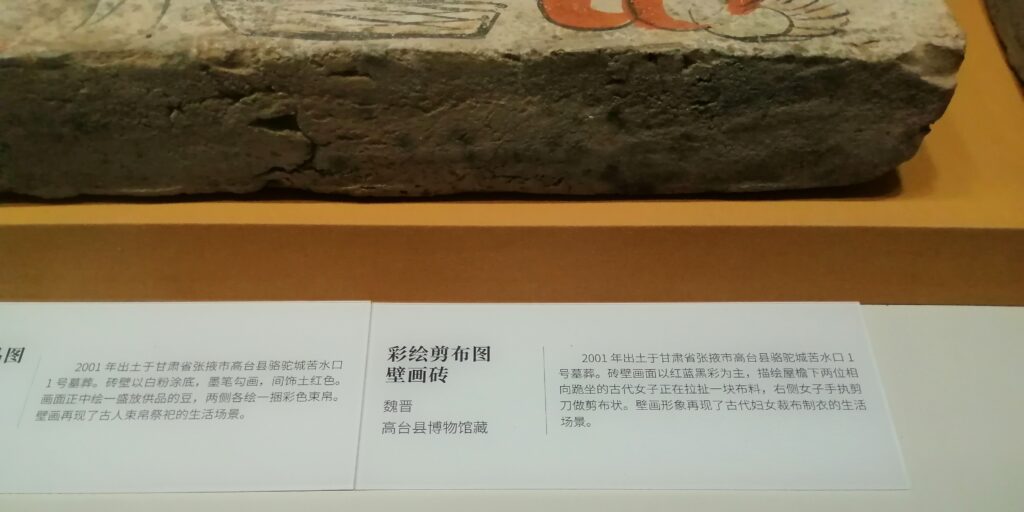 图
2001 年出土于甘肃省张掖市高台县骆驼城苦水口
1 号墓葬。砖壁以白粉涂底，墨笔勾画，间饰土红色。
画面正中绘一盛放供品的豆，两侧各绘一捆彩色束帛。
壁画再现了古人束帛祭祀的生活场景。
彩绘剪布图
壁画砖
魏晋
高台县博物馆藏
2001 年出土于甘肃省张掖市高台县骆驼城苦水口 1
号墓葬。砖壁画面以红蓝黑彩为主，描绘屋檐下两位相
向跪坐的古代女子正在拉扯一块布料，右侧女子手执剪
刀做剪布状。壁画形象再现了古代妇女裁布制衣的生活
场景。